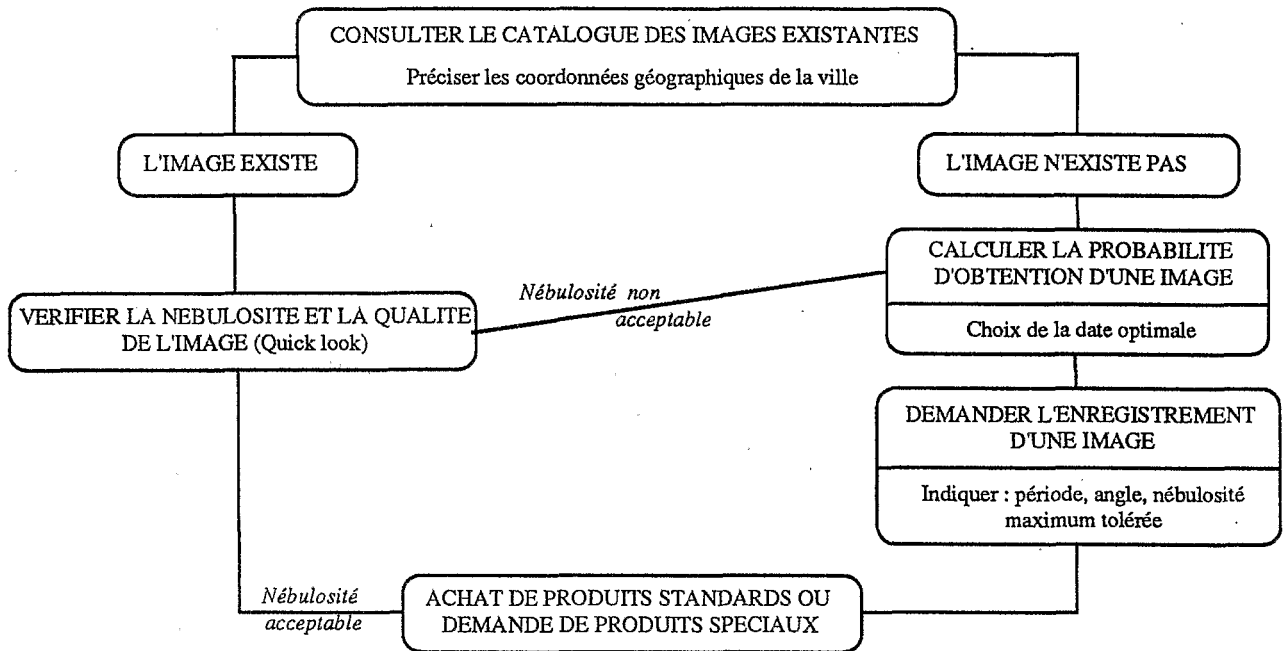 CONSULTER LE CATALOGUE DES IMAGES EXISTANTES
Préciser les coordonnées géographiques de la ville
L'IMAGE EXISTE
L'IMAGE N'EXISTE PAS
CALCULER LA PROBABILITE
D'OBTENTION D'UNE IMAGE
Choix de la date optimale
Nébulosité non
acceptable
VERIFIER LA NEBULOSITE ET LA QUALITE
DE L'IMAGE (Quick look)
DEMANDER L'ENREGISTREMENT
D'UNE IMAGE
Indiquer : période, angle, nébulosité
maximum tolérée
Nébulosité
acceptable
ACHAT DE PRODUITS STANDARDS OU
DEMANDE DE PRODUITS SPECIAUX